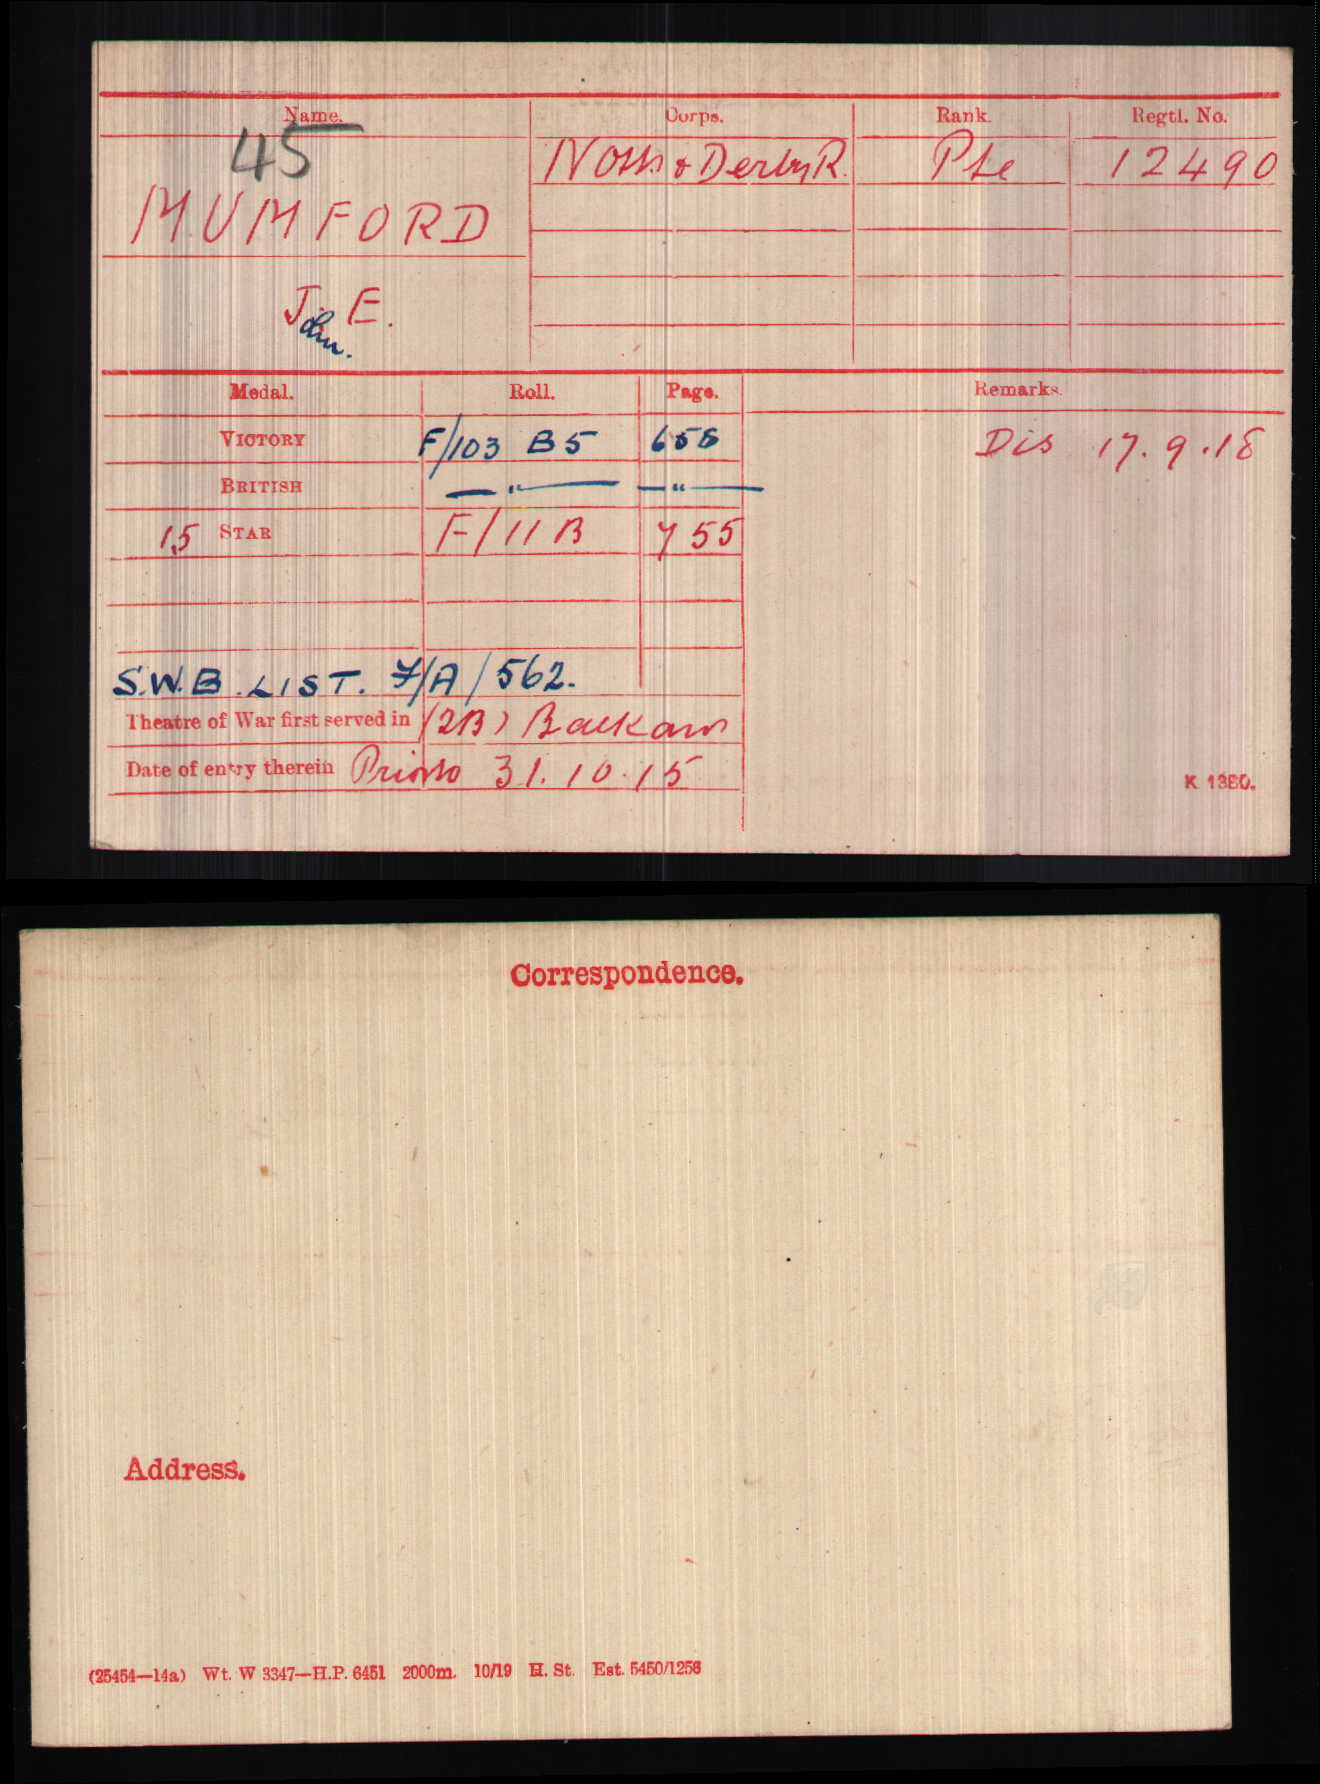 Name. Corps. Rank. Regtl. No.
45 Notts & Derby R. Pte 12490
MUMFORD
J. E.
ohn.
Medal. Roll. Page. Remarks.
VICTORY F/103 B5 658 Dis 17.9.18
BRITISH — " — — " —
15 STAR F/11B 755
S.W.B. LIST. F/A/562.
Theatre of War first served in (2B) Balkans
Date of entry therein Prior to 31.10.15
K 1380.
Correspondence.
Address.
(25454—14a) Wt. W 3347—H.P. 6451 2000m. 10/19 H. St. Est. 5450/1256